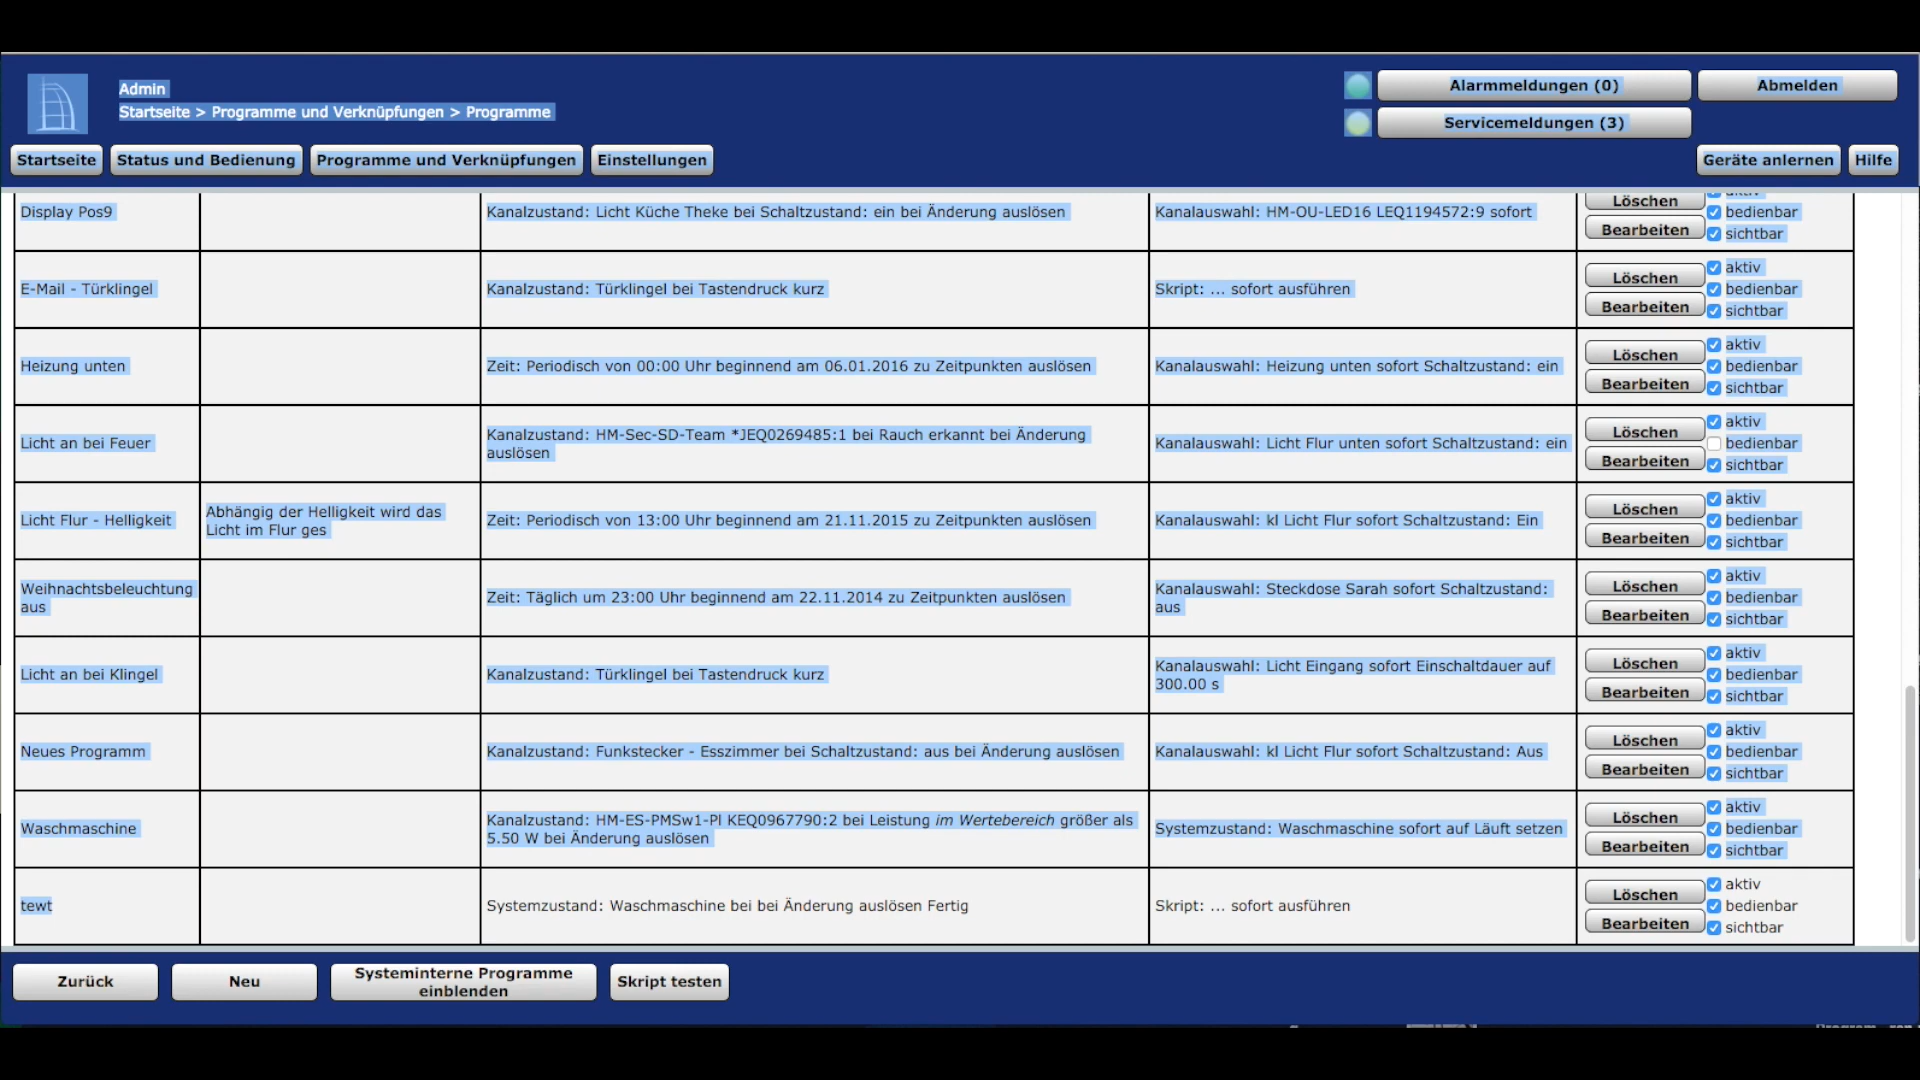 Admin
Startseite > Programme und Verknüpfungen > Programme
Alarmmeldungen (0)
Abmelden
Servicemeldungen (3)
Startseite
Status und Bedienung
Programme und Verknüpfungen
Einstellungen
Geräte anlernen
Hilfe
Display Pos9
Kanalzustand: Licht Küche Theke bei Schaltzustand: ein bei Änderung auslösen
Kanalauswahl: HM-OU-LED16 LEQ1194572:9 sofort
Löschen
Bearbeiten
aktiv
bedienbar
sichtbar
E-Mail - Türklingel
Kanalzustand: Türklingel bei Tastendruck kurz
Skript: ... sofort ausführen
Löschen
Bearbeiten
aktiv
bedienbar
sichtbar
Heizung unten
Zeit: Periodisch von 00:00 Uhr beginnend am 06.01.2016 zu Zeitpunkten auslösen
Kanalauswahl: Heizung unten sofort Schaltzustand: ein
Löschen
Bearbeiten
aktiv
bedienbar
sichtbar
Licht an bei Feuer
Kanalzustand: HM-Sec-SD-Team *JEQ0269485:1 bei Rauch erkannt bei Änderung
auslösen
Kanalauswahl: Licht Flur unten sofort Schaltzustand: ein
Löschen
Bearbeiten
aktiv
bedienbar
sichtbar
Licht Flur - Helligkeit
Abhängig der Helligkeit wird das
Licht im Flur ges
Zeit: Periodisch von 13:00 Uhr beginnend am 21.11.2015 zu Zeitpunkten auslösen
Kanalauswahl: kl Licht Flur sofort Schaltzustand: Ein
Löschen
Bearbeiten
aktiv
bedienbar
sichtbar
Weihnachtsbeleuchtung
aus
Zeit: Täglich um 23:00 Uhr beginnend am 22.11.2014 zu Zeitpunkten auslösen
Kanalauswahl: Steckdose Sarah sofort Schaltzustand:
aus
Löschen
Bearbeiten
aktiv
bedienbar
sichtbar
Licht an bei Klingel
Kanalzustand: Türklingel bei Tastendruck kurz
Kanalauswahl: Licht Eingang sofort Einschaltdauer auf
300.00 s
Löschen
Bearbeiten
aktiv
bedienbar
sichtbar
Neues Programm
Kanalzustand: Funkstecker - Esszimmer bei Schaltzustand: aus bei Änderung auslösen
Kanalauswahl: kl Licht Flur sofort Schaltzustand: Aus
Löschen
Bearbeiten
aktiv
bedienbar
sichtbar
Waschmaschine
Kanalzustand: HM-ES-PMSw1-Pl KEQ0967790:2 bei Leistung im Wertebereich größer als
5.50 W bei Änderung auslösen
Systemzustand: Waschmaschine sofort auf Läuft setzen
Löschen
Bearbeiten
aktiv
bedienbar
sichtbar
tewt
Systemzustand: Waschmaschine bei bei Änderung auslösen Fertig
Skript: ... sofort ausführen
Löschen
Bearbeiten
aktiv
bedienbar
sichtbar
Zurück
Neu
Systeminterne Programme
einblenden
Skript testen